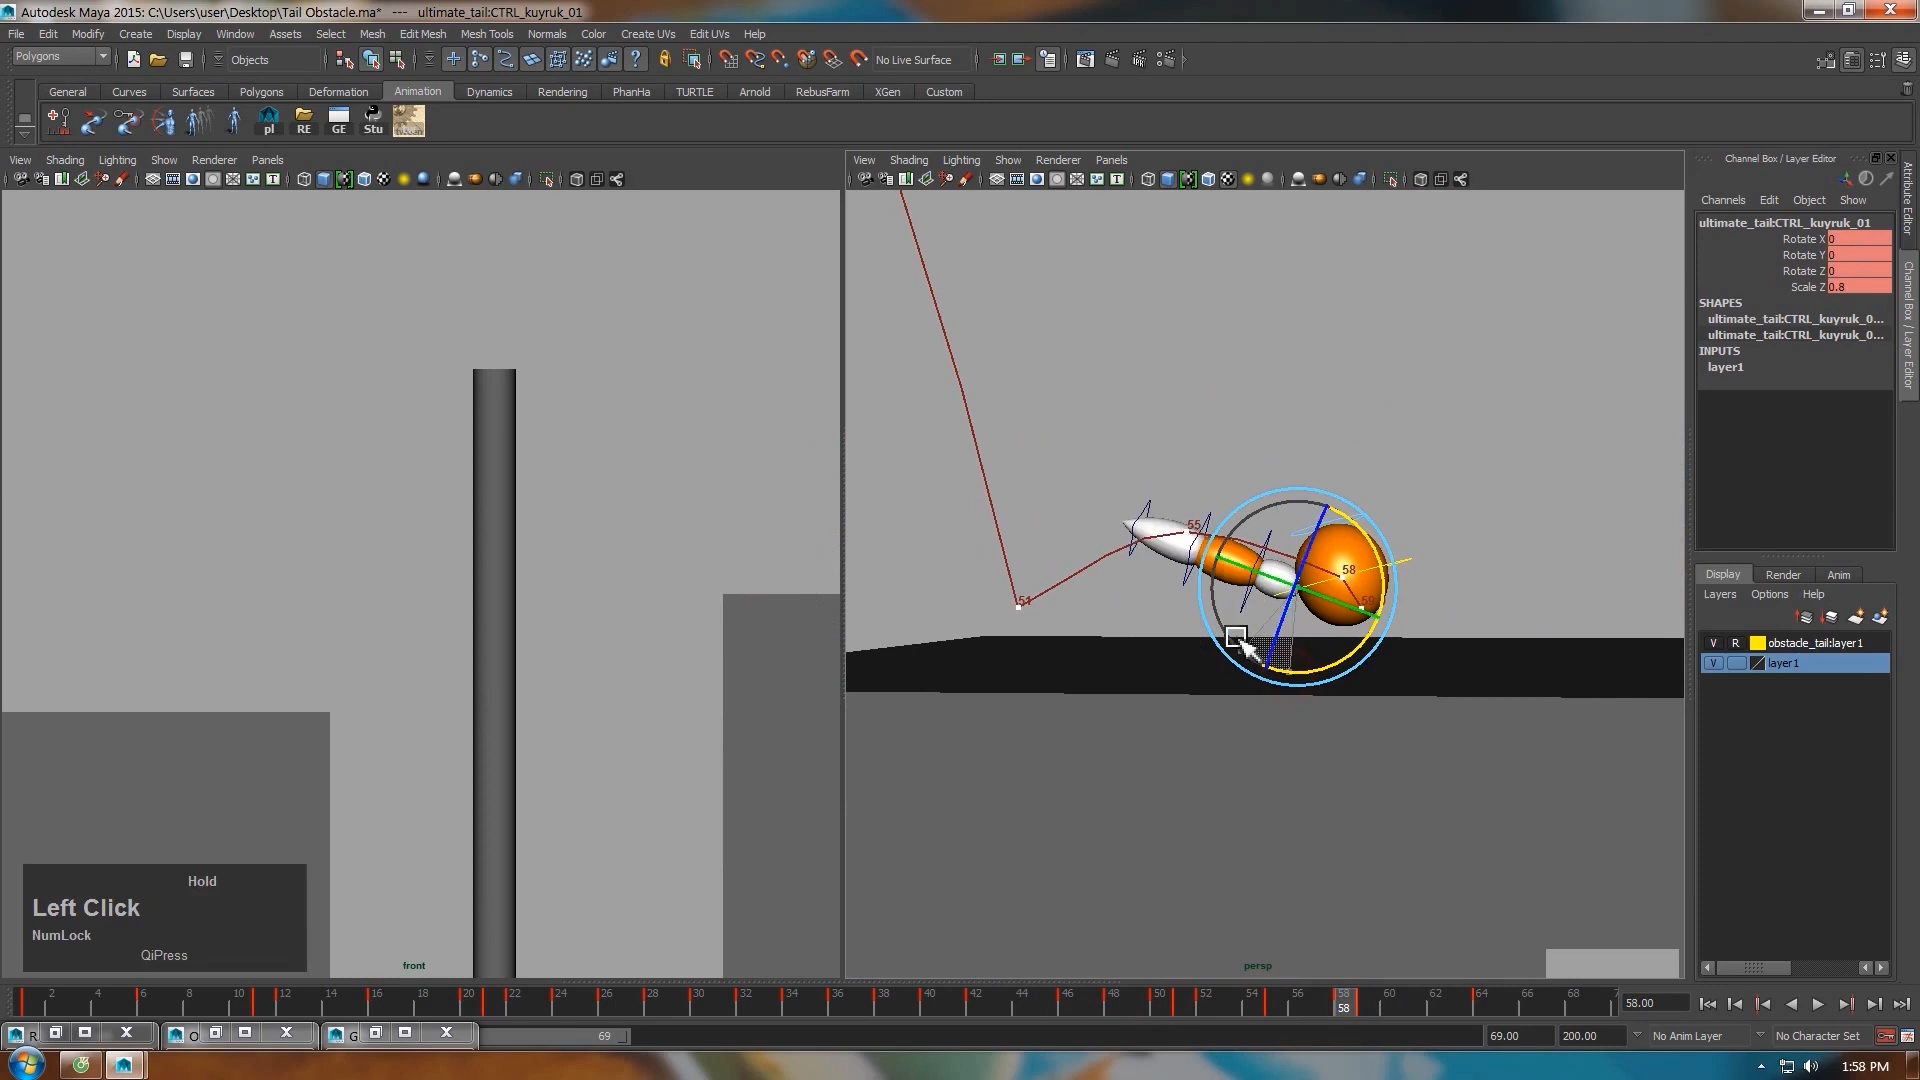 Autodesk Maya 2015: C:\Users\user\Desktop\Tail Obstacle.ma* --- ultimate_tail:CTRL_kuyruk_01
File Edit Modify Create Display Window Assets Select Mesh Edit Mesh Mesh Tools Normals Color Create UVs Edit UVs Help
Polygons Objects No Live Surface
General Curves Surfaces Polygons Deformation Animation Dynamics Rendering PhanHa TURTLE Arnold RebusFarm XGen Custom
pl RE GE Stu
View Shading Lighting Show Renderer Panels
View Shading Lighting Show Renderer Panels
Channel Box / Layer Editor
Channels Edit Object Show
ultimate_tail:CTRL_kuyruk_01
Rotate X 0
Rotate Y 0
Rotate Z 0
Scale Z 0.8
SHAPES
ultimate_tail:CTRL_kuyruk_0...
ultimate_tail:CTRL_kuyruk_0...
INPUTS
layer1
Attribute Editor
Channel Box / Layer Editor
51
55
58
59
Display Render Anim
Layers Options Help
V R obstacle_tail:layer1
V layer1
Hold
Left Click
NumLock
QiPress
front
persp
2 4 6 8 10 12 14 16 18 20 22 24 26 28 30 32 34 36 38 40 42 44 46 48 50 52 54 56 58 60 62 64 66 68 7
58
58.00
R O G
69
69.00 200.00 No Anim Layer No Character Set
1:58 PM